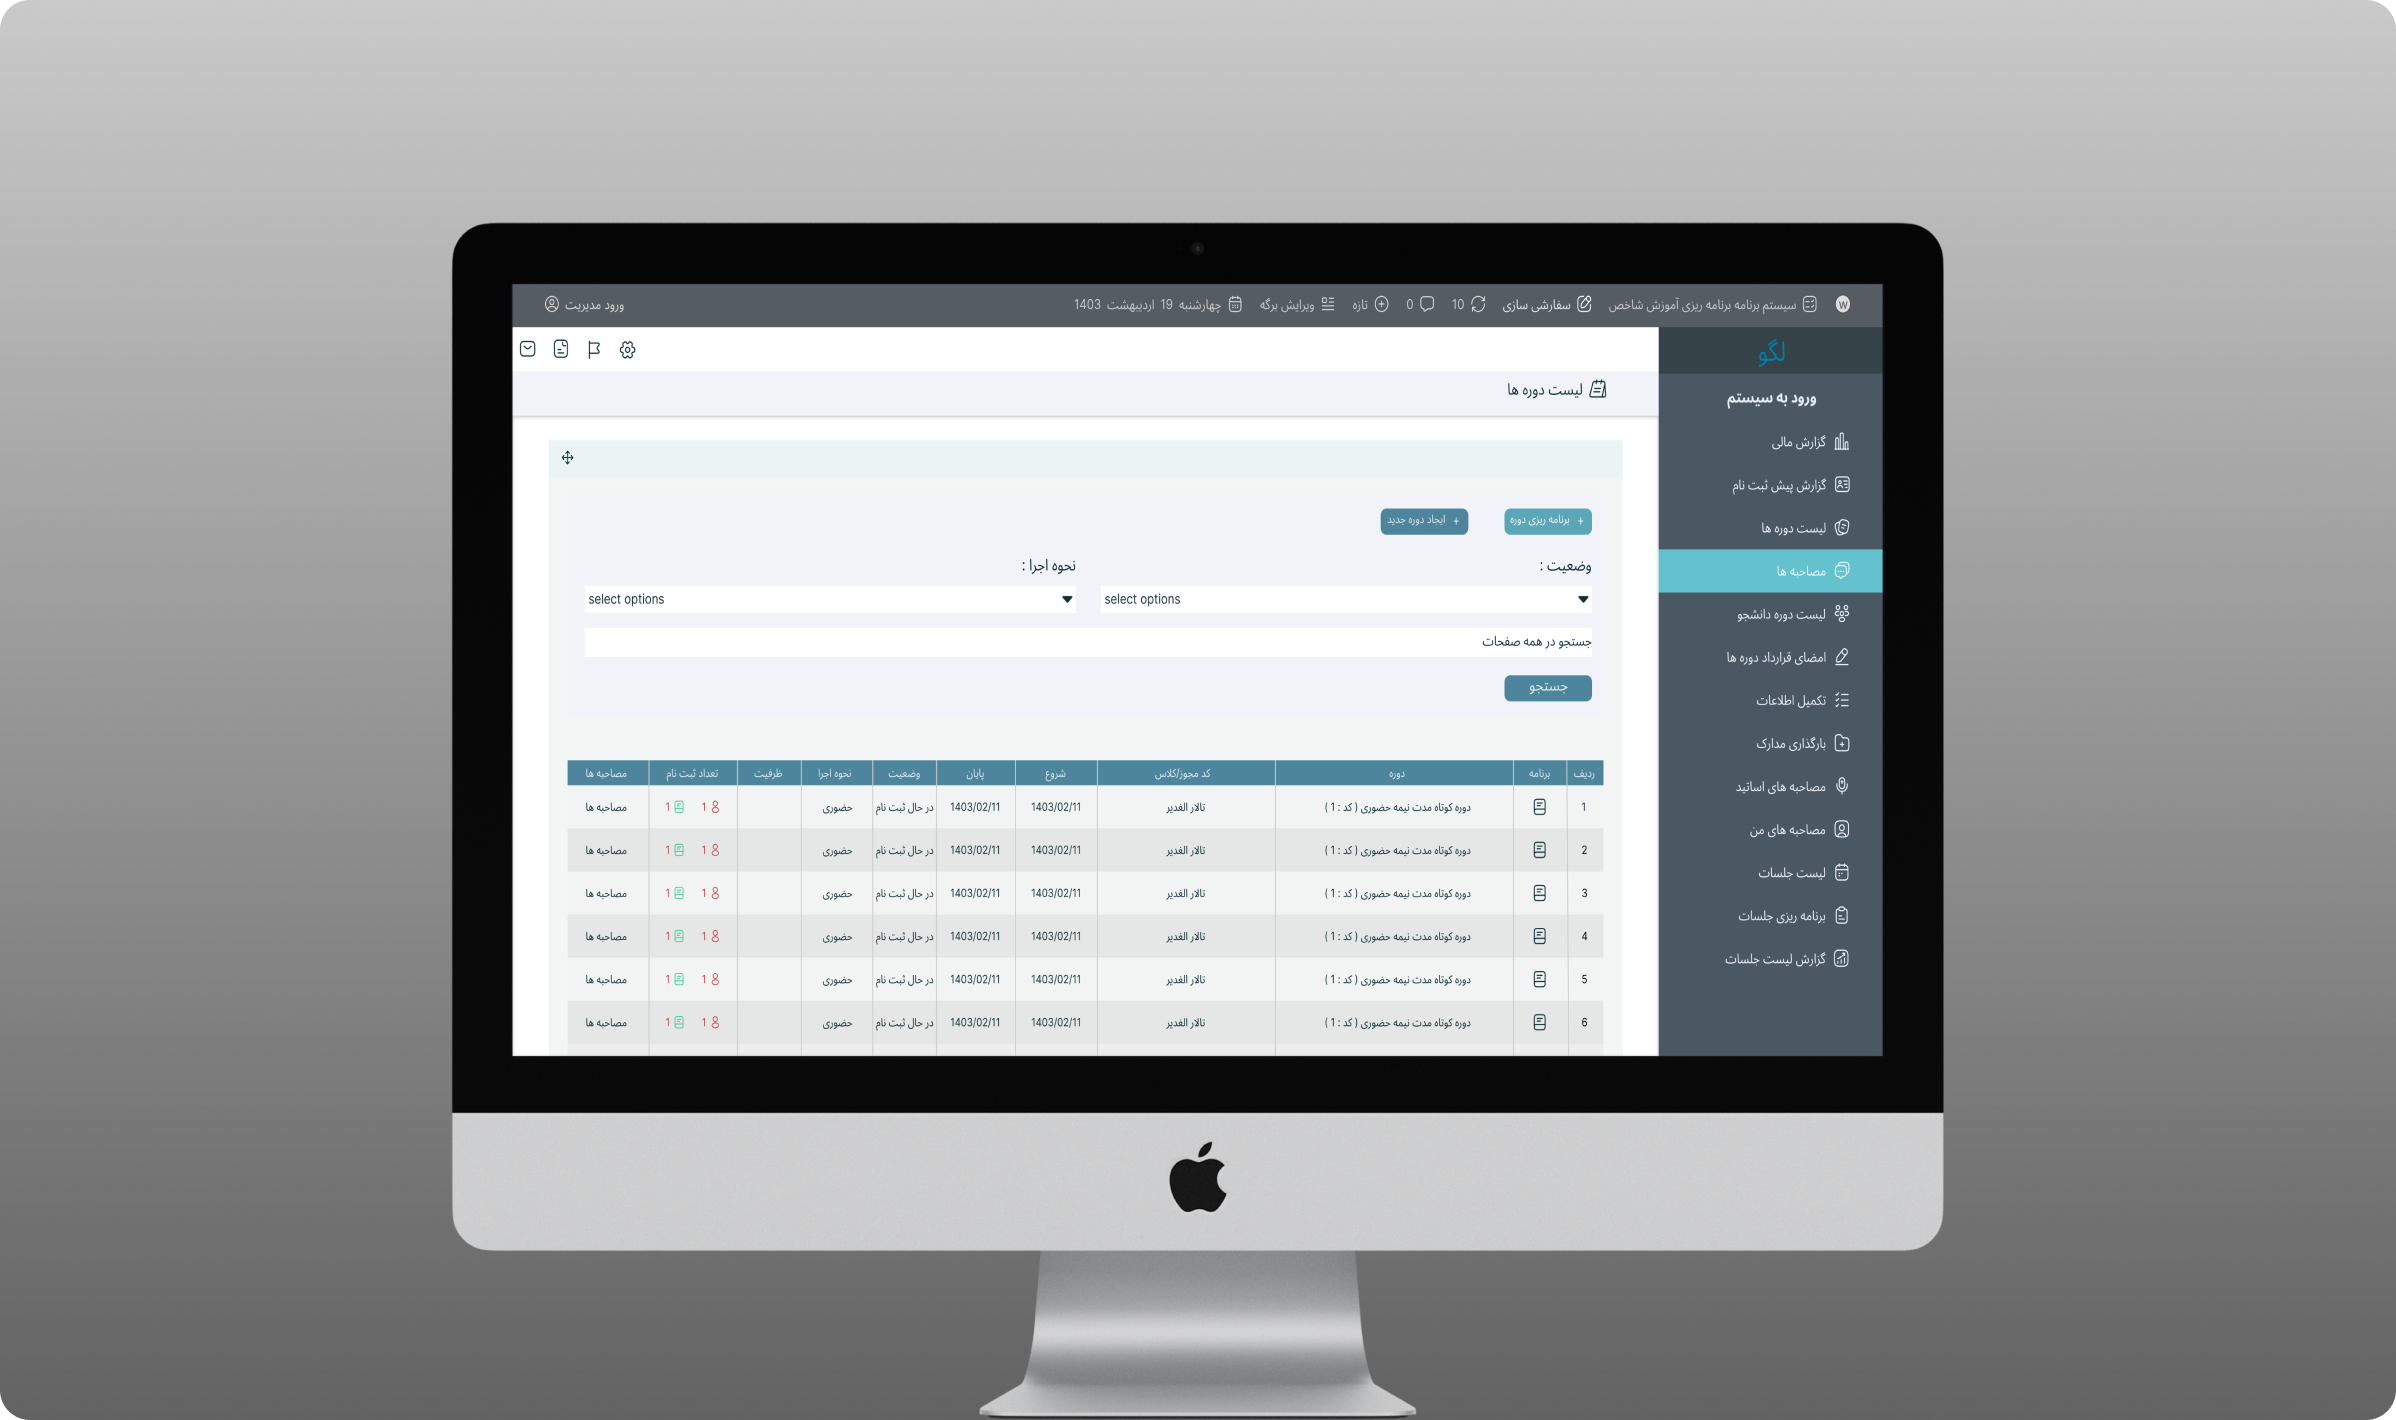 سیستم برنامه برنامه ریزی آموزش شاخص سفارشی سازی 10 0 تازه ویرایش برگه چهارشنبه 19 اردیبهشت 1403 ورود مدیریت
لگو
ورود به سیستم
گزارش مالی
گزارش پیش ثبت نام
لیست دوره ها
مصاحبه ها
لیست دوره دانشجو
امضای قرارداد دوره ها
تکمیل اطلاعات
بارگذاری مدارک
مصاحبه های اساتید
مصاحبه های من
لیست جلسات
برنامه ریزی جلسات
گزارش لیست جلسات
لیست دوره ها
+ برنامه ریزی دوره + ایجاد دوره جدید
وضعیت : نحوه اجرا :
select options select options
جستجو در همه صفحات
جستجو
ردیف برنامه دوره کد مجوز/کلاس شروع پایان وضعیت نحوه اجرا ظرفیت تعداد ثبت نام مصاحبه ها
1 دوره کوتاه مدت نیمه حضوری ( کد : 1 ) تالار الغدیر 1403/02/11 1403/02/11 در حال ثبت نام حضوری 1 1 مصاحبه ها
2 دوره کوتاه مدت نیمه حضوری ( کد : 1 ) تالار الغدیر 1403/02/11 1403/02/11 در حال ثبت نام حضوری 1 1 مصاحبه ها
3 دوره کوتاه مدت نیمه حضوری ( کد : 1 ) تالار الغدیر 1403/02/11 1403/02/11 در حال ثبت نام حضوری 1 1 مصاحبه ها
4 دوره کوتاه مدت نیمه حضوری ( کد : 1 ) تالار الغدیر 1403/02/11 1403/02/11 در حال ثبت نام حضوری 1 1 مصاحبه ها
5 دوره کوتاه مدت نیمه حضوری ( کد : 1 ) تالار الغدیر 1403/02/11 1403/02/11 در حال ثبت نام حضوری 1 1 مصاحبه ها
6 دوره کوتاه مدت نیمه حضوری ( کد : 1 ) تالار الغدیر 1403/02/11 1403/02/11 در حال ثبت نام حضوری 1 1 مصاحبه ها